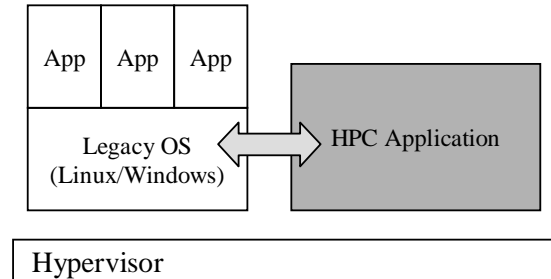 App App App
Legacy OS
(Linux/Windows)
HPC Application
Hypervisor